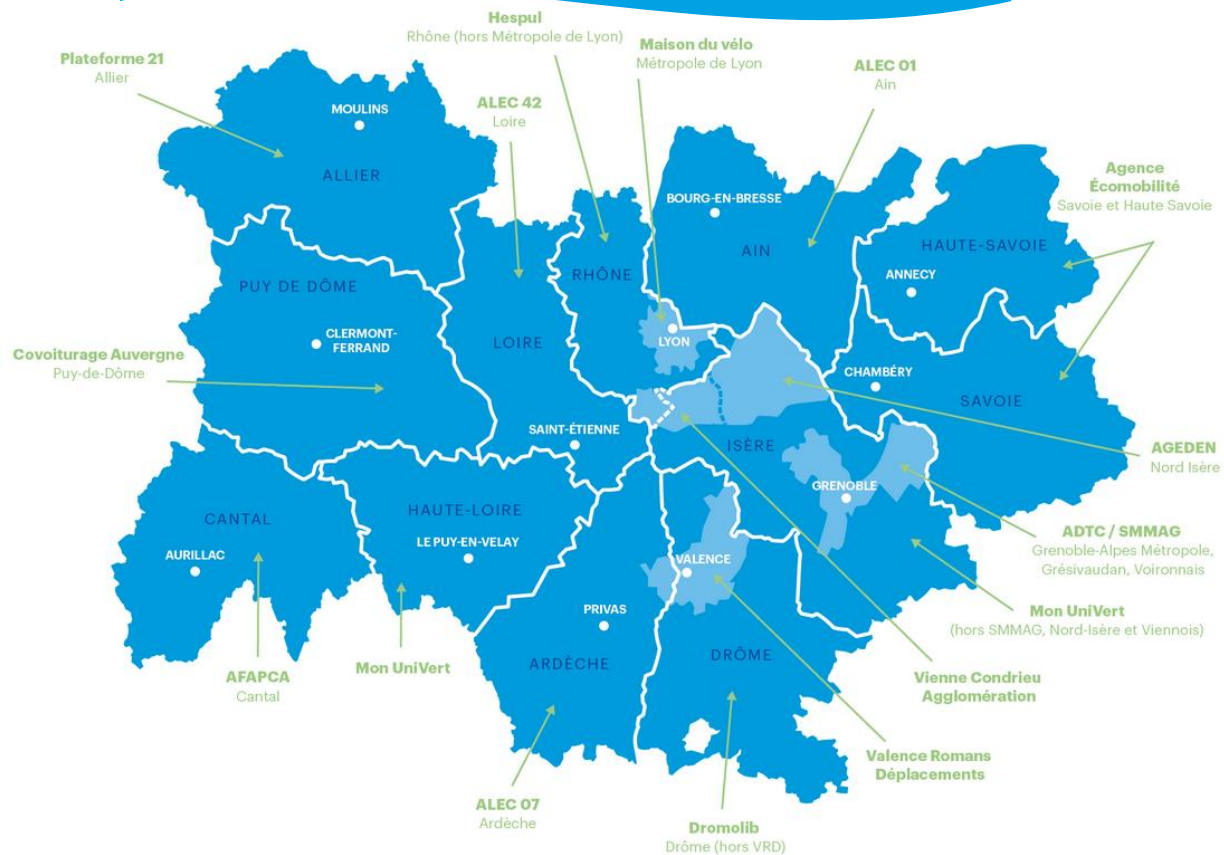 Hespul
Rhône (hors Métropole de Lyon)
Maison du vélo
Métropole de Lyon
Plateforme 21
Allier
ALEC 01
Ain
ALEC 42
Loire
MOULINS
ALLIER
Agence
Écomobilité
Savoie et Haute Savoie
BOURG-EN-BRESSE
AIN
HAUTE-SAVOIE
ANNECY
RHÔNE
PUY DE DÔME
CLERMONT-
FERRAND
LOIRE
LYON
Covoiturage Auvergne
Puy-de-Dôme
CHAMBÉRY
SAVOIE
SAINT-ÉTIENNE
ISÈRE
AGEDEN
Nord Isère
GRENOBLE
CANTAL
HAUTE-LOIRE
LE PUY-EN-VELAY
AURILLAC
VALENCE
ADTC / SMMAG
Grenoble-Alpes Métropole,
Grésivaudan, Voironnais
PRIVAS
Mon UniVert
(hors SMMAG, Nord-Isère et Viennois)
ARDÈCHE
DRÔME
AFAPCA
Cantal
Mon UniVert
Vienne Condrieu
Agglomération
Valence Romans
Déplacements
ALEC 07
Ardèche
Dromolib
Drôme (hors VRD)